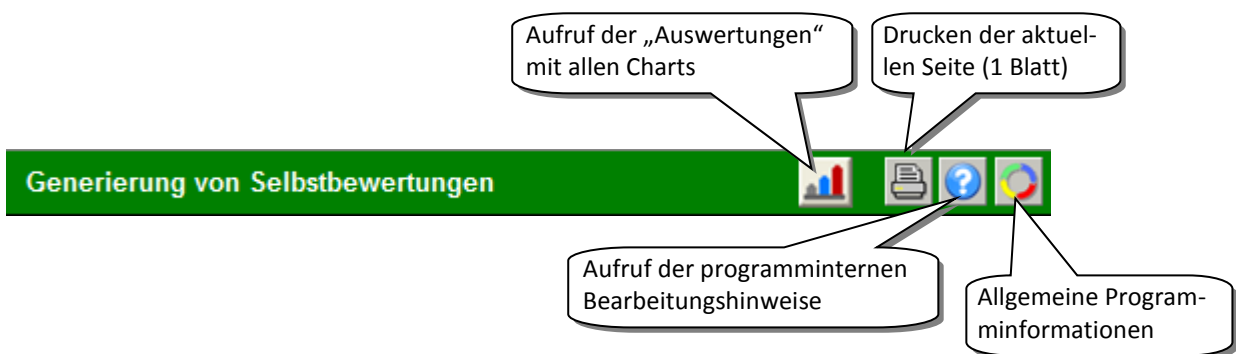 Aufruf der „Auswertungen“
mit allen Charts
Drucken der aktuel-
len Seite (1 Blatt)
Generierung von Selbstbewertungen
Aufruf der programminternen
Bearbeitungshinweise
Allgemeine Program-
minformationen